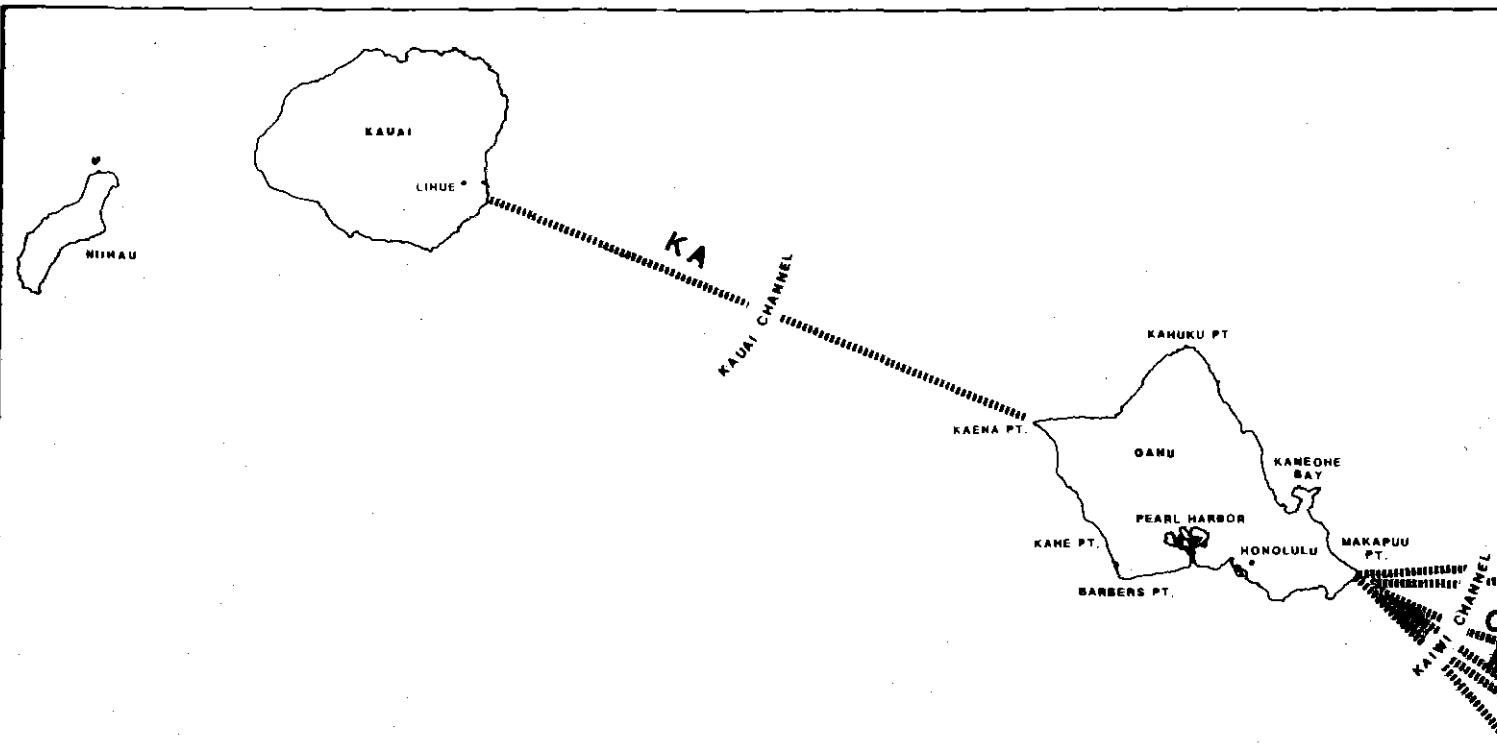 KAUAI
LIHUE
NIIHAU
KA
KAUAI CHANNEL
KAHUKU PT
KAENA PT.
OAHU
KANEOHE
BAY
PEARL HARBOR
KAHE PT.
HONOLULU
MAKAPUU
PT.
BARBERS PT.
KAIWI CHANNEL